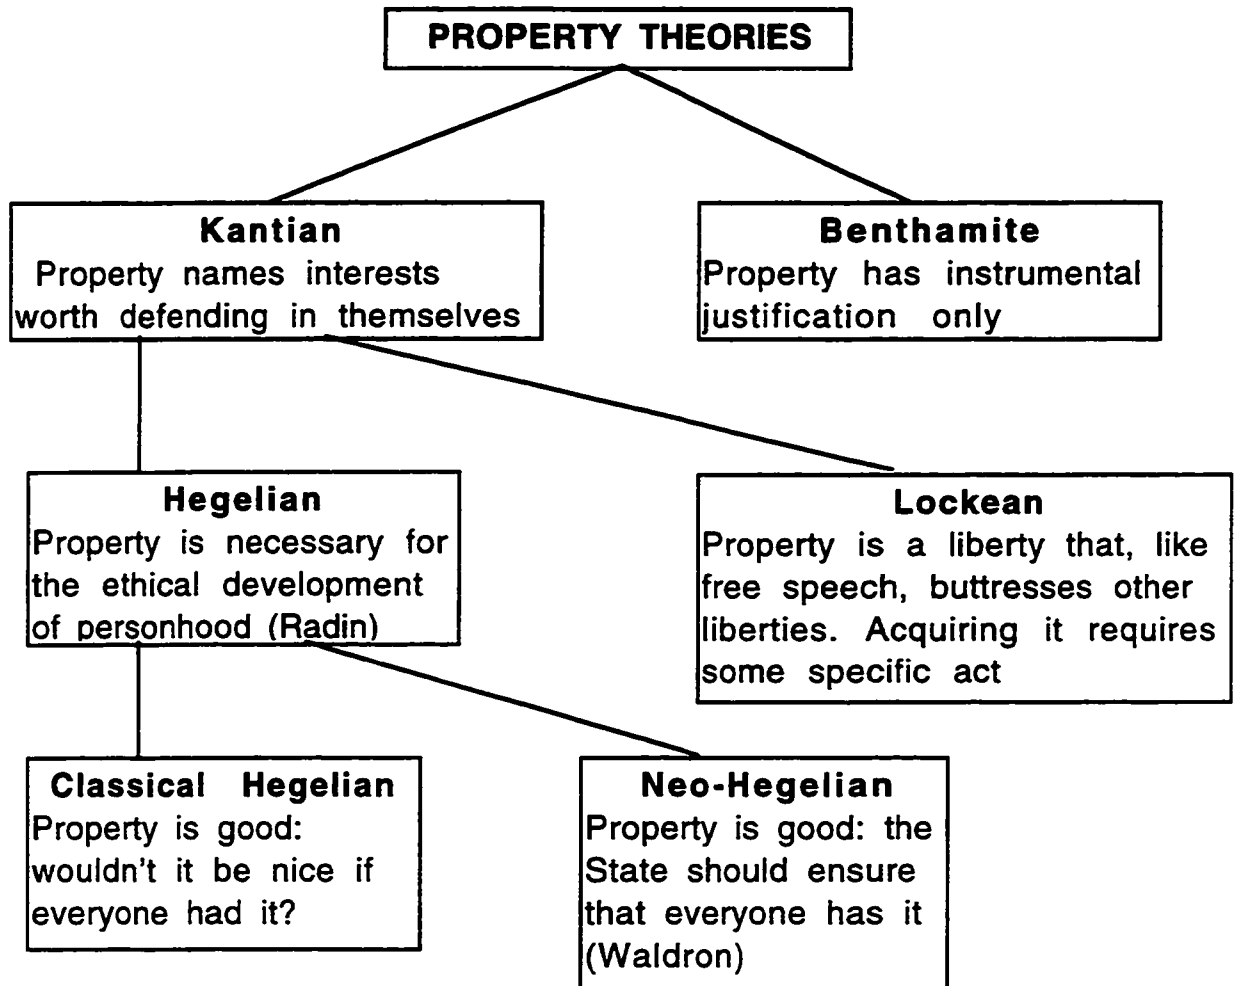 PROPERTY THEORIES
Kantian
Property names interests
worth defending in themselves
Benthamite
Property has instrumental
justification only
Hegelian
Property is necessary for
the ethical development
of personhood (Radin)
Lockean
Property is a liberty that, like
free speech, buttresses other
liberties. Acquiring it requires
some specific act
Classical Hegelian
Property is good:
wouldn't it be nice if
everyone had it?
Neo-Hegelian
Property is good: the
State should ensure
that everyone has it
(Waldron)